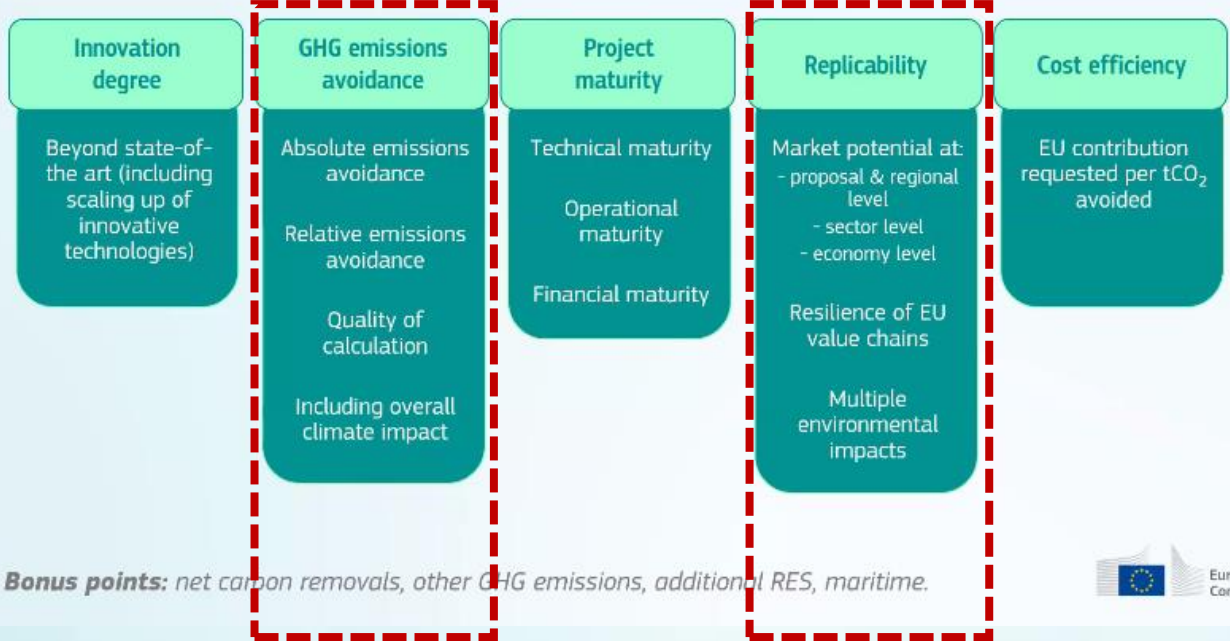 Innovation
degree
Beyond state-of-
the art (including
scaling up of
innovative
technologies)
GHG emissions
avoidance
Absolute emissions
avoidance
Relative emissions
avoidance
Quality of
calculation
Including overall
climate impact
Project
maturity
Technical maturity
Operational
maturity
Financial maturity
Replicability
Market potential at:
- proposal & regional
level
- sector level
- economy level
Resilience of EU
value chains
Multiple
environmental
impacts
Cost efficiency
EU contribution
requested per tCO₂
avoided
Bonus points: net carbon removals, other GHG emissions, additional RES, maritime.